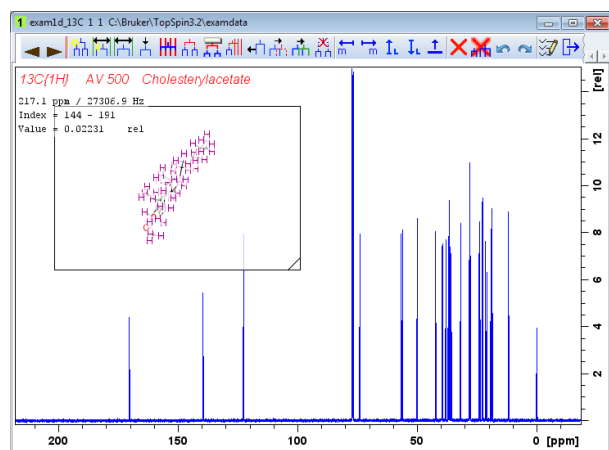 1 exam1d_13C 1 1 C:\Bruker\TopSpin3.2\examdata
13C{1H} AV 500 Cholesterylacetate
217.1 ppm / 27306.9 Hz
Index = 144 - 191
Value = 0.02231 rel
[rel]
14
12
10
8
6
4
2
200 150 100 50 0 [ppm]